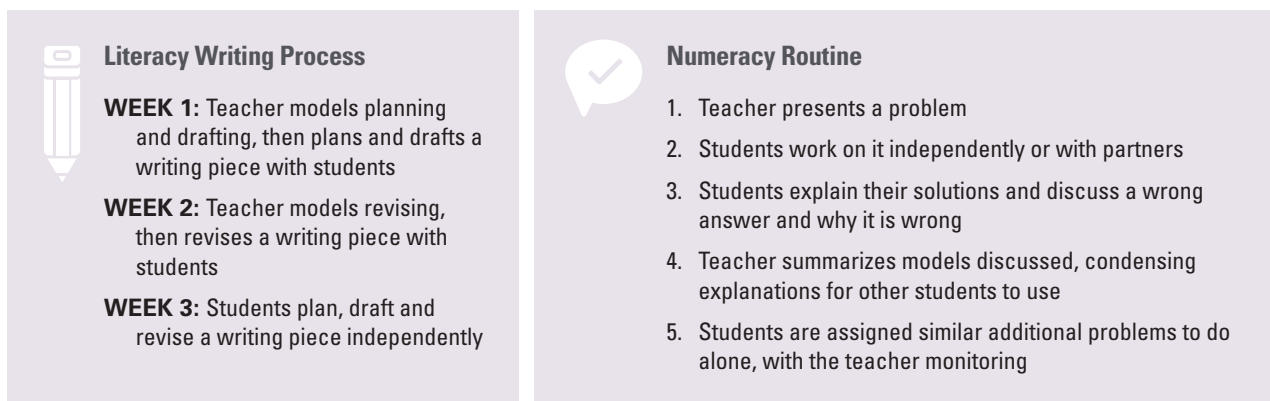 Literacy Writing Process
WEEK 1: Teacher models planning
and drafting, then plans and drafts a
writing piece with students
WEEK 2: Teacher models revising,
then revises a writing piece with
students
WEEK 3: Students plan, draft and
revise a writing piece independently
Numeracy Routine
1. Teacher presents a problem
2. Students work on it independently or with partners
3. Students explain their solutions and discuss a wrong
answer and why it is wrong
4. Teacher summarizes models discussed, condensing
explanations for other students to use
5. Students are assigned similar additional problems to do
alone, with the teacher monitoring